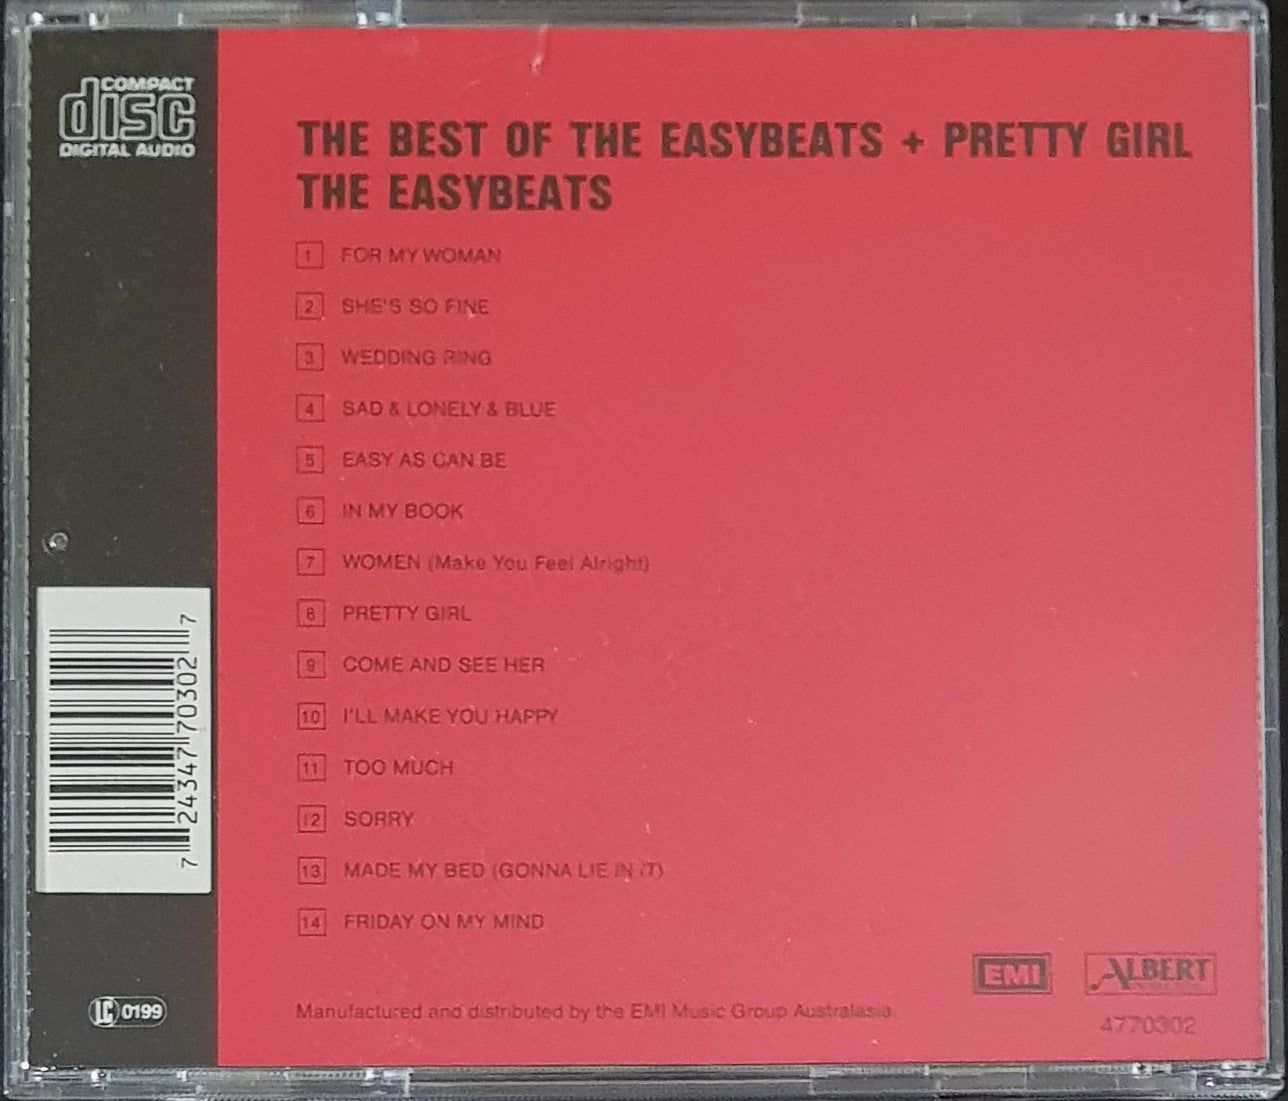 COMPACT
disc
DIGITAL AUDIO
THE BEST OF THE EASYBEATS + PRETTY GIRL
THE EASYBEATS
1 FOR MY WOMAN
2 SHE'S SO FINE
3 WEDDING RING
4 SAD & LONELY & BLUE
5 EASY AS CAN BE
6 IN MY BOOK
7 WOMEN (Make You Feel Alright)
8 PRETTY GIRL
9 COME AND SEE HER
10 I'LL MAKE YOU HAPPY
11 TOO MUCH
12 SORRY
13 MADE MY BED (GONNA LIE IN IT)
14 FRIDAY ON MY MIND
7 24347 70302 7
LC 0199
Manufactured and distributed by the EMI Music Group Australasia.
EMI
ALBERT
4770302